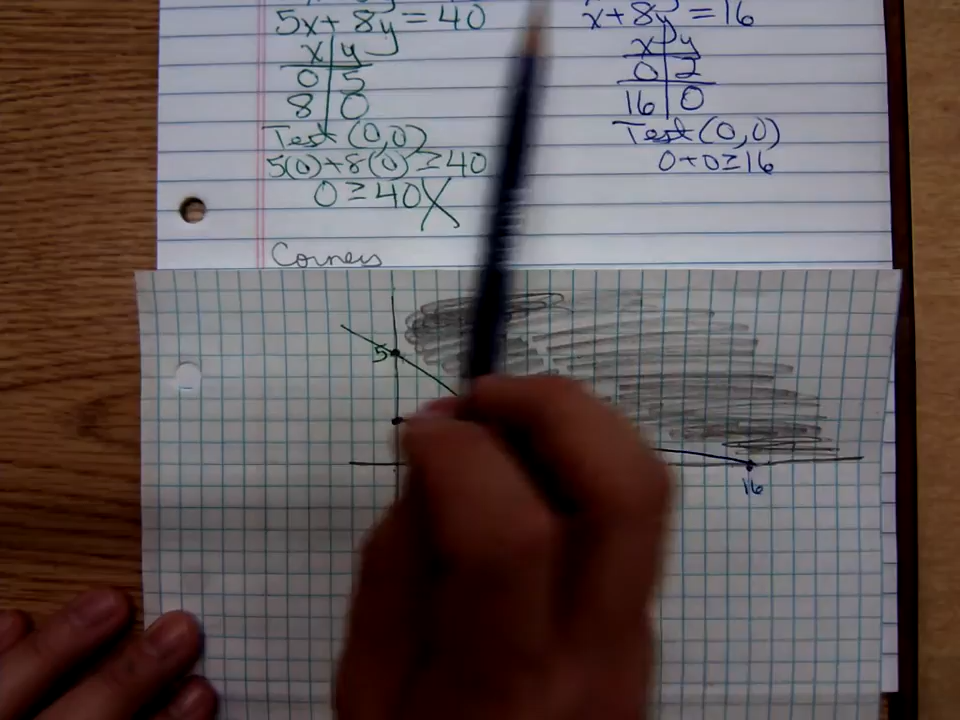 5x+8y=40
x y
0 5
8 0
Test (0,0)
5(0)+8(0)≥40
0≥40 X
Corners
x+8y=16
x y
0 2
16 0
Test (0,0)
0+0≥16
5
16